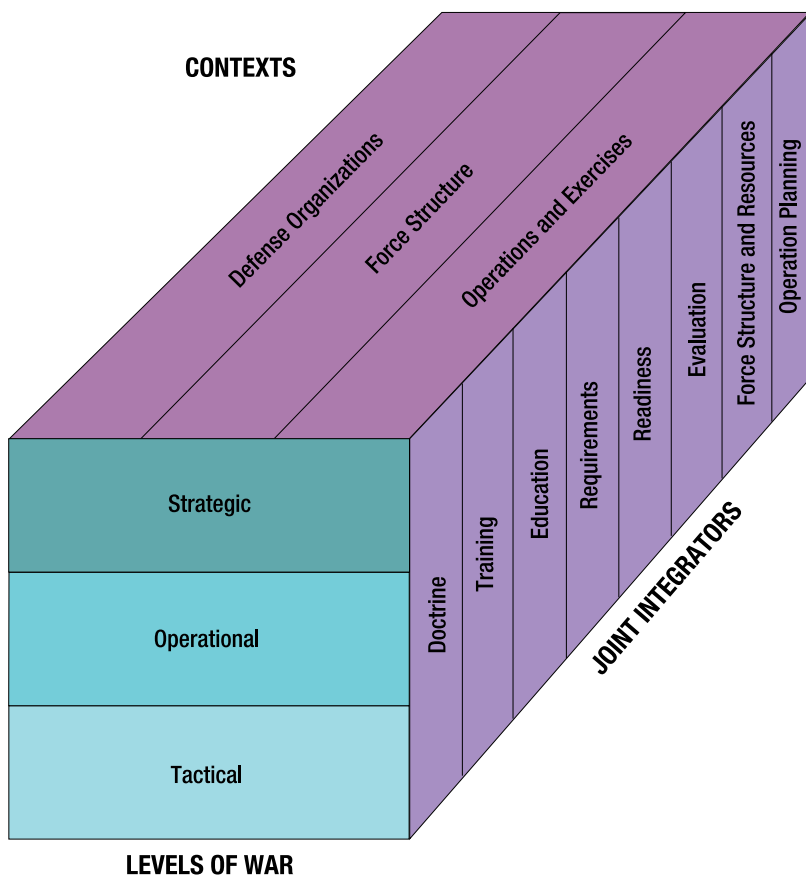 CONTEXTS
Defense Organizations
Force Structure
Operations and Exercises
Strategic
Operational
Tactical
LEVELS OF WAR
Doctrine
Training
Education
Requirements
Readiness
Evaluation
Force Structure and Resources
Operation Planning
JOINT INTEGRATORS